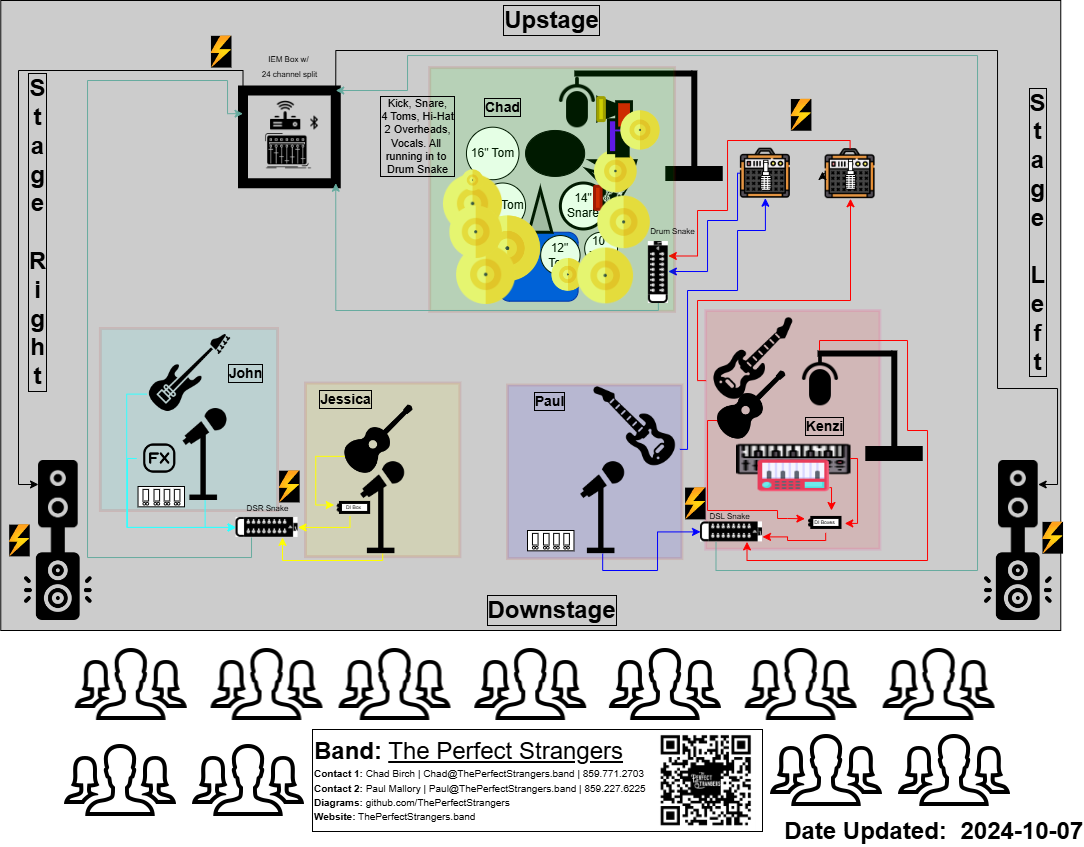 Upstage
IEM Box w/
24 channel split
Stage Right
Stage Left
Kick, Snare,
4 Toms, Hi-Hat
2 Overheads,
Vocals. All
running in to
Drum Snake
Chad
16" Tom
Tom
14"
Snare
12"
10"
Drum Snake
John
FX
DSR Snake
Jessica
DI Box
Paul
Kenzi
DSL Snake
DI Boxes
Downstage
Band: The Perfect Strangers
Contact 1: Chad Birch | Chad@ThePerfectStrangers.band | 859.771.2703
Contact 2: Paul Mallory | Paul@ThePerfectStrangers.band | 859.227.6225
Diagrams: github.com/ThePerfectStrangers
Website: ThePerfectStrangers.band
THE
PERFECT
STRANGERS
Date Updated: 2024-10-07